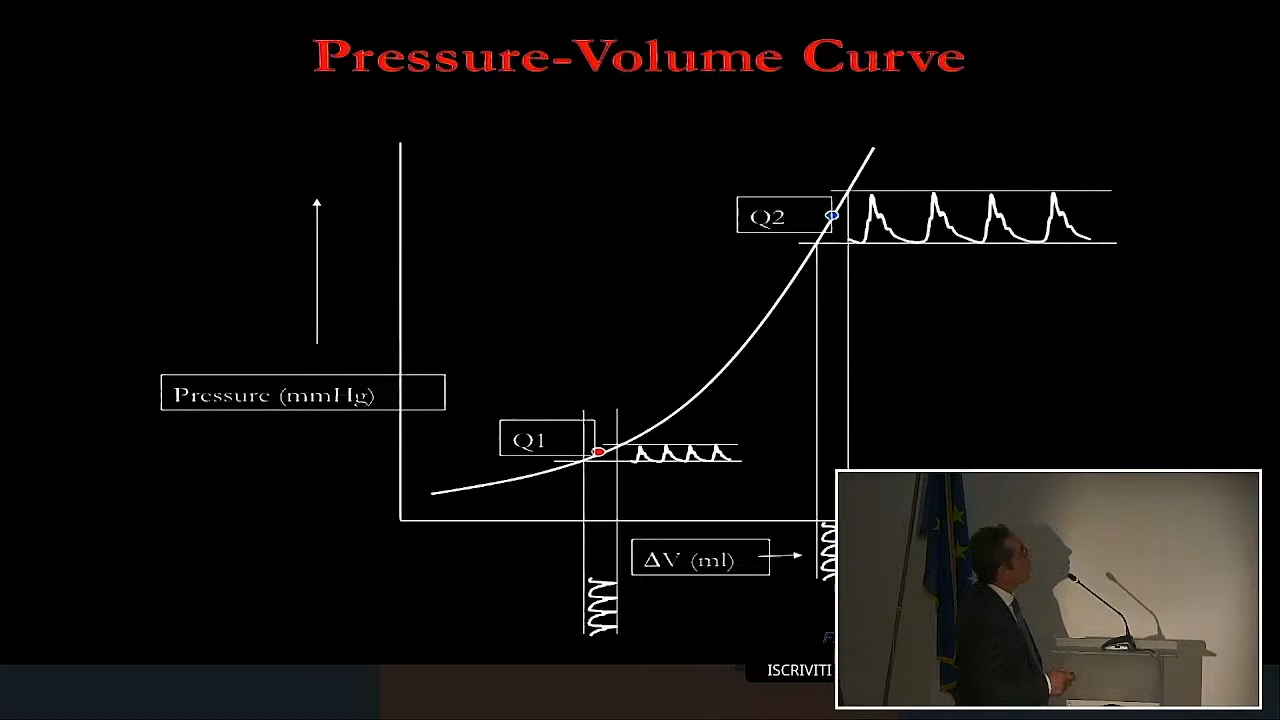 Pressure-Volume Curve
Q2
Pressure (mmHg)
Q1
ΔV (ml)
ISCRIVITI